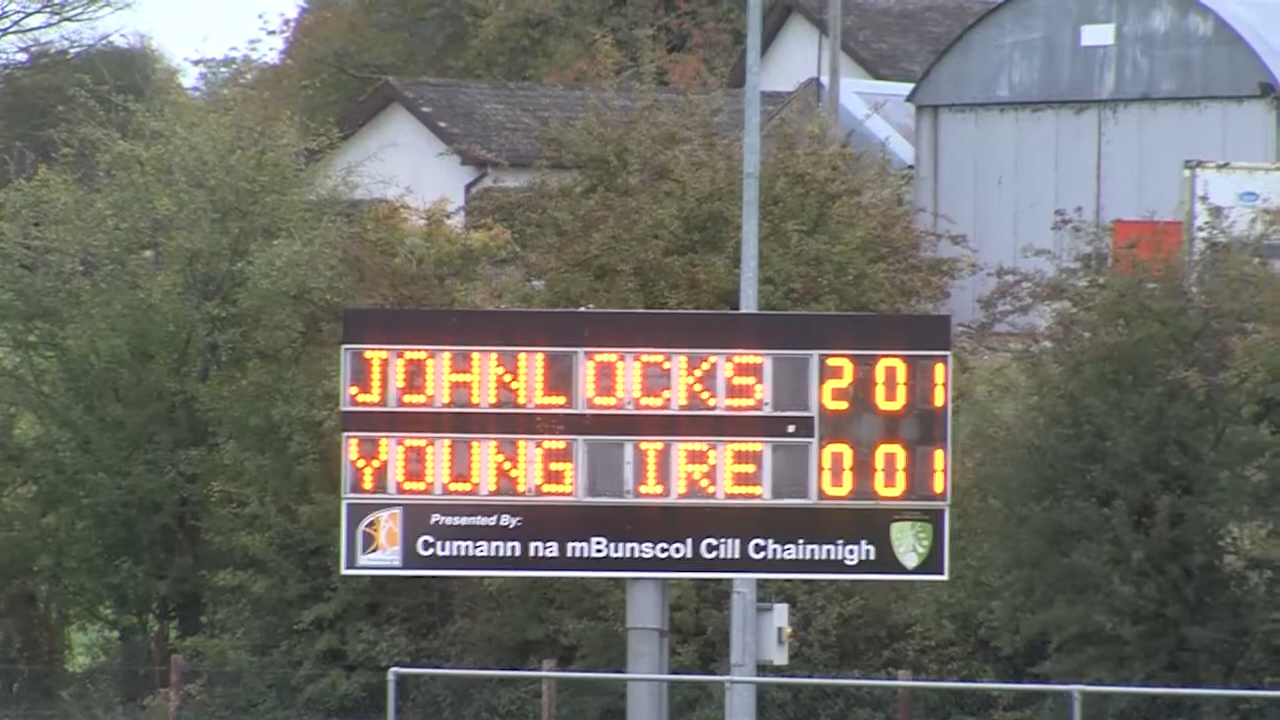 JOHNLOCKS 2 01
YOUNG IRE 0 01
Presented By:
Cumann na mBunscol Cill Chainnigh